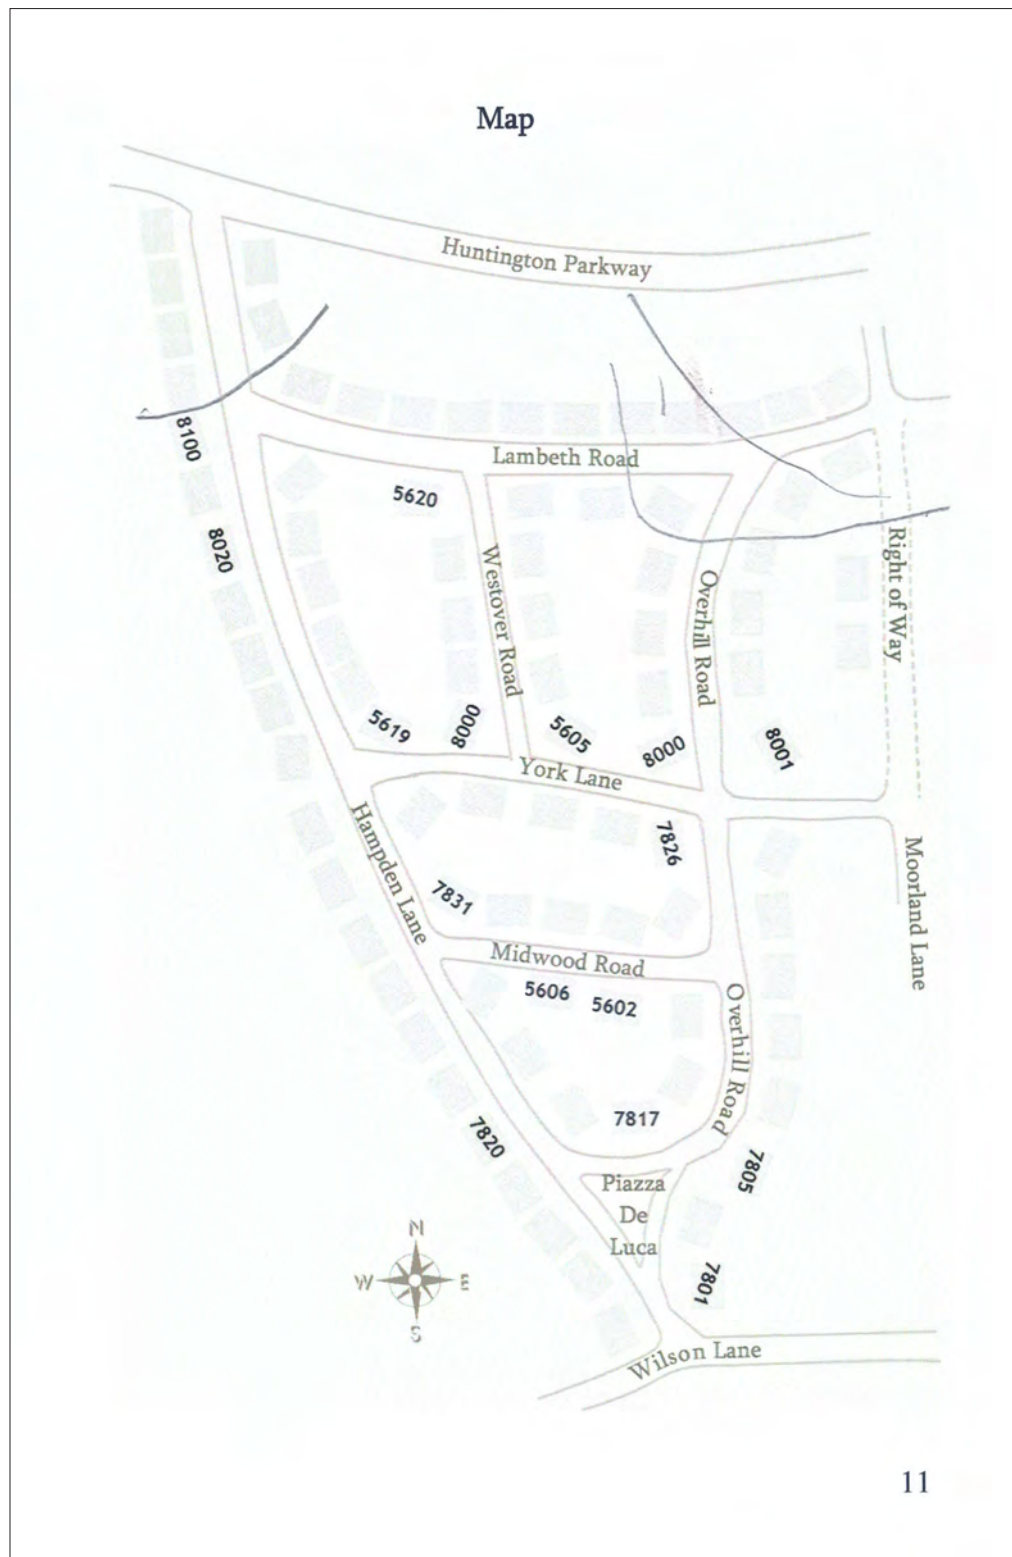 Map
Huntington Parkway
8100
Lambeth Road
5620
8020
Westover Road
Overhill Road
Right of Way
5619
8000
5605
8000
8001
York Lane
Hampden Lane
7826
Moorland Lane
7831
Midwood Road
5606
5602
Overhill Road
7817
7820
7805
Piazza
De
Luca
N
W
E
S
7801
Wilson Lane
11